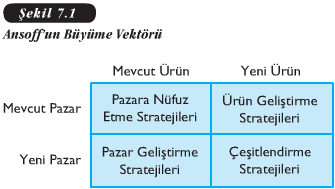 Şekil 7.1
Ansoff'un Büyüme Vektörü
Mevcut Ürün Yeni Ürün
Mevcut Pazar
Pazara Nüfuz
Etme Stratejileri
Ürün Geliştirme
Stratejileri
Yeni Pazar
Pazar Geliştirme
Stratejileri
Çeşitlendirme
Stratejileri